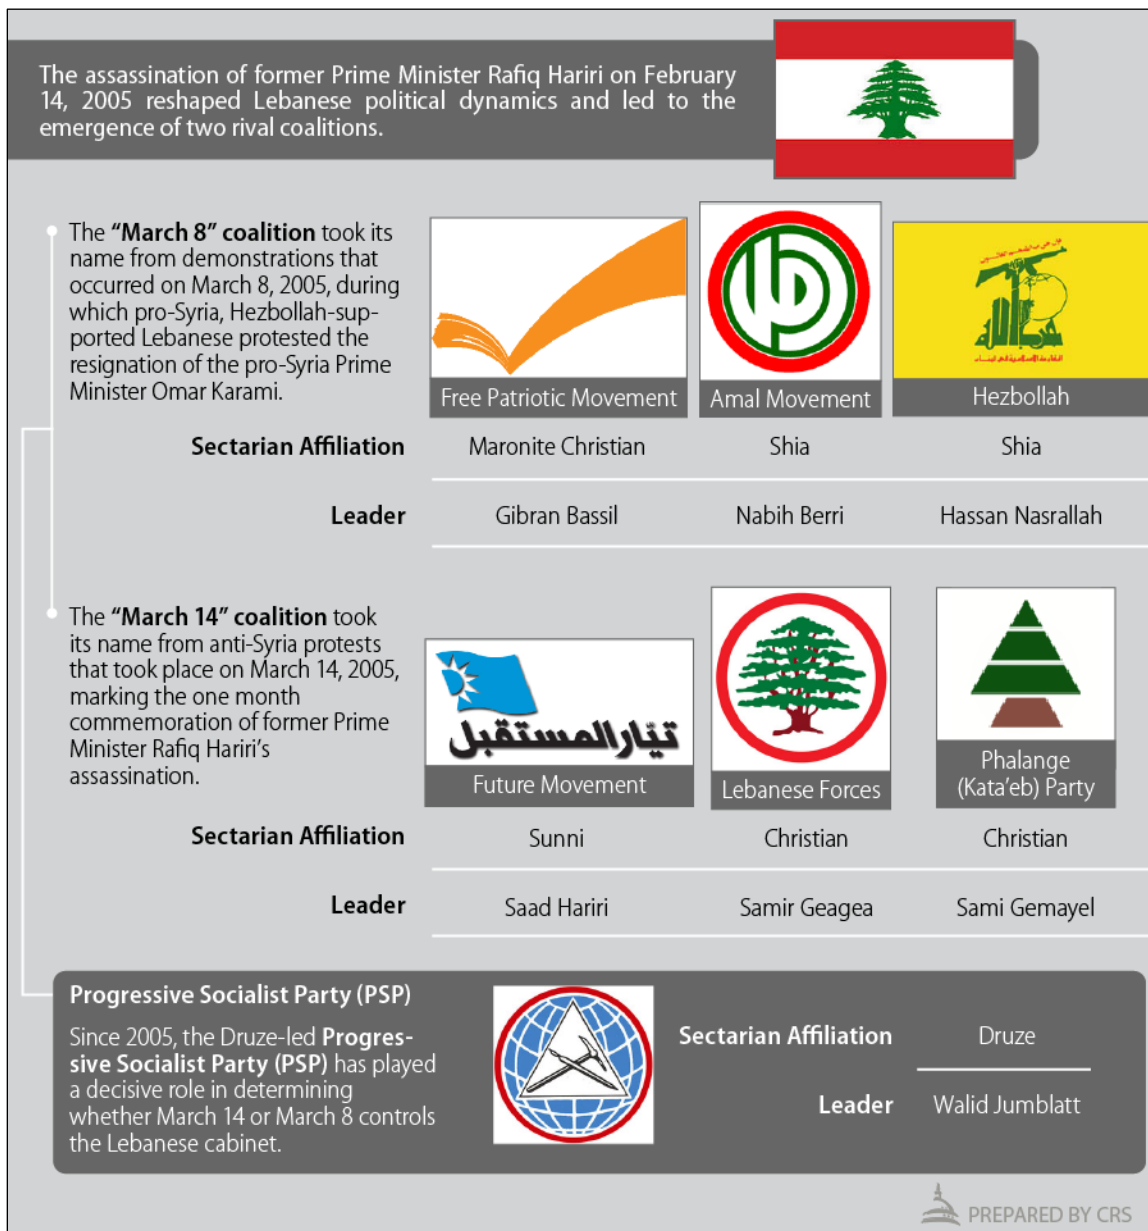 The assassination of former Prime Minister Rafiq Hariri on February
14, 2005 reshaped Lebanese political dynamics and led to the
emergence of two rival coalitions.
The “March 8” coalition took its
name from demonstrations that
occurred on March 8, 2005, during
which pro-Syria, Hezbollah-sup-
ported Lebanese protested the
resignation of the pro-Syria Prime
Minister Omar Karami.
Free Patriotic Movement
Amal Movement
حزب الله
Hezbollah
Sectarian Affiliation
Maronite Christian
Shia
Shia
Leader
Gibran Bassil
Nabih Berri
Hassan Nasrallah
The “March 14” coalition took
its name from anti-Syria protests
that took place on March 14, 2005,
marking the one month
commemoration of former Prime
Minister Rafiq Hariri’s
assassination.
تيّار المستقبل
Future Movement
Lebanese Forces
Phalange
(Kata’eb) Party
Sectarian Affiliation
Sunni
Christian
Christian
Leader
Saad Hariri
Samir Geagea
Sami Gemayel
Progressive Socialist Party (PSP)
Since 2005, the Druze-led Progres-
sive Socialist Party (PSP) has played
a decisive role in determining
whether March 14 or March 8 controls
the Lebanese cabinet.
Sectarian Affiliation
Druze
Leader
Walid Jumblatt
PREPARED BY CRS